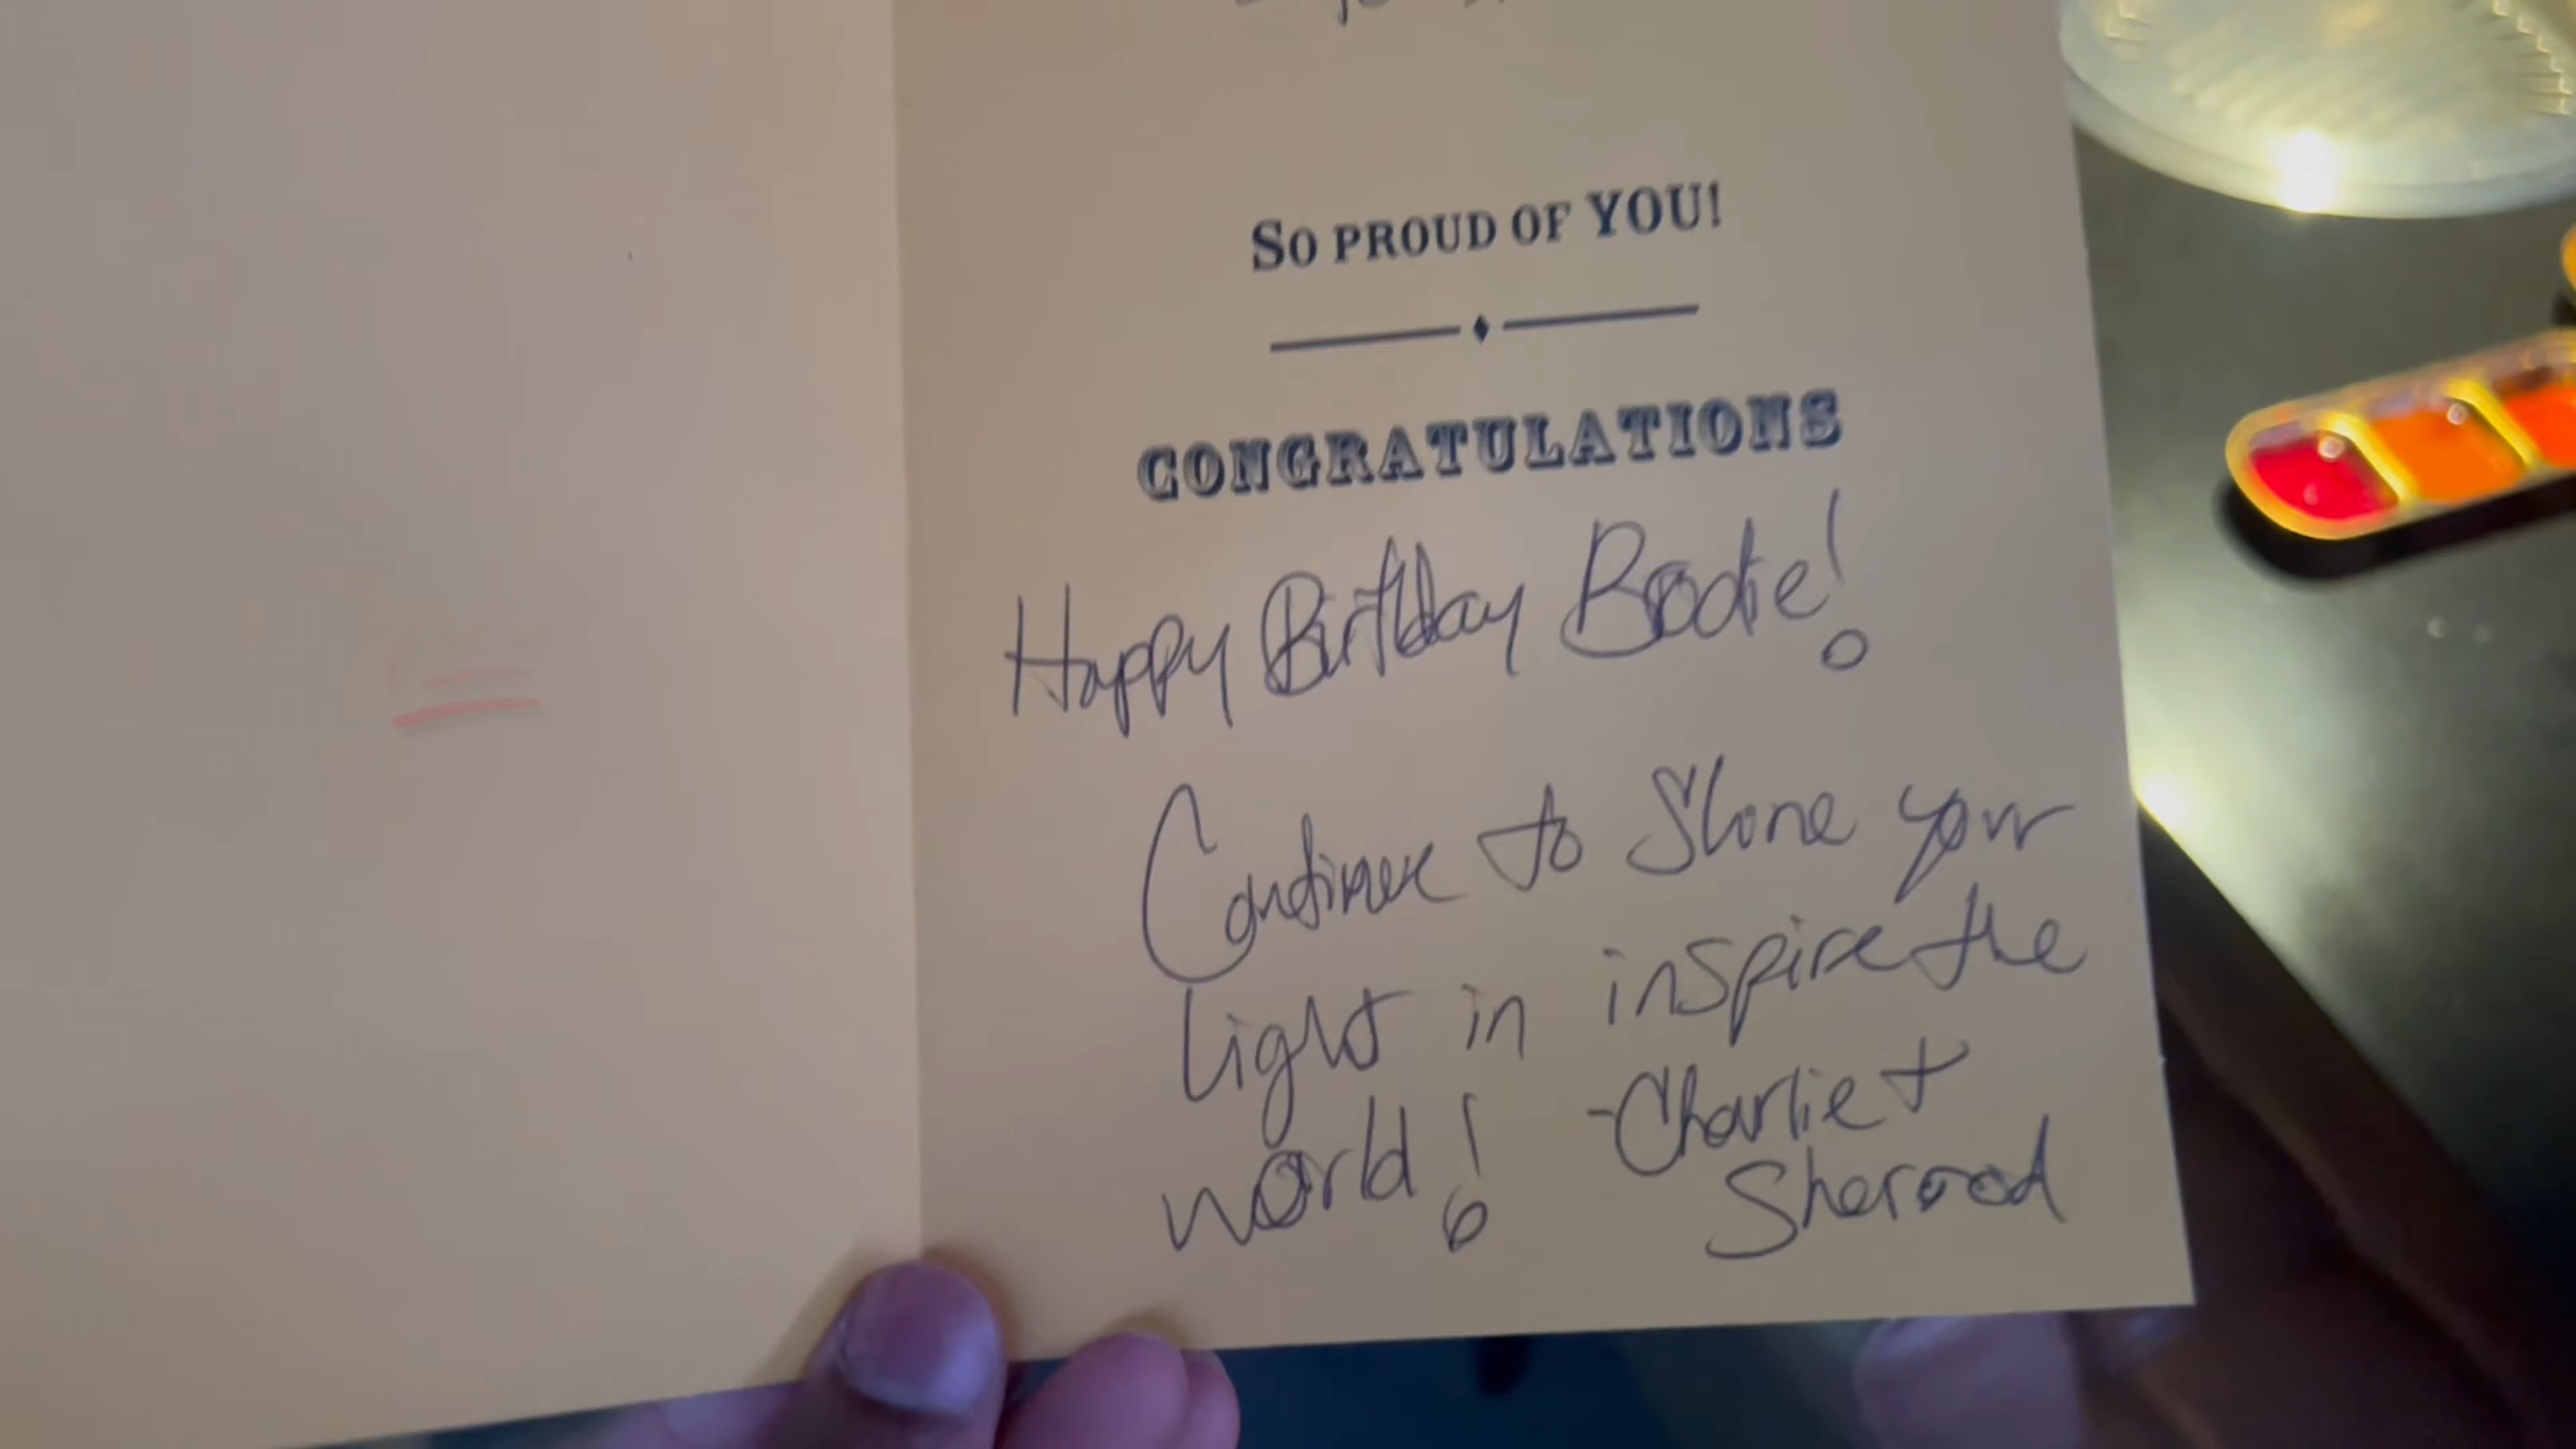 SO PROUD OF YOU!
CONGRATULATIONS
Happy Birthday Bodie!
Continue to Shine your
light in inspire the
world! -Charlie +
Sherood